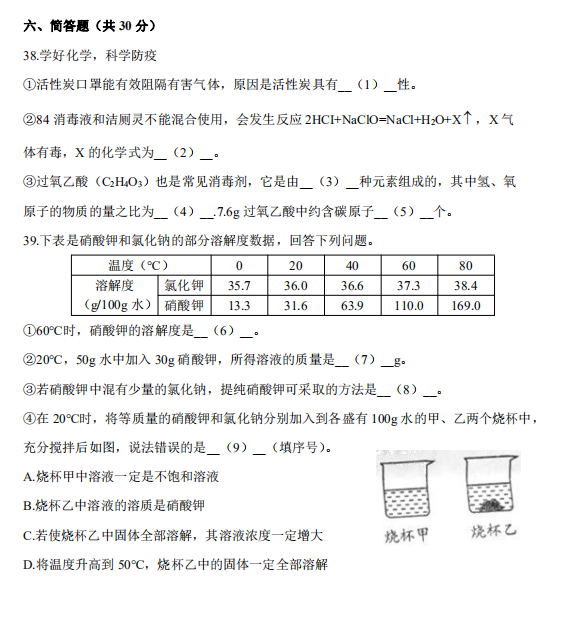 六、简答题（共 30 分）
38.学好化学，科学防疫
①活性炭口罩能有效阻隔有害气体，原因是活性炭具有__（1）__性。
②84 消毒液和洁厕灵不能混合使用，会发生反应 2HCl+NaClO=NaCl+H₂O+X↑，X 气
体有毒，X 的化学式为__（2）__。
③过氧乙酸（C₂H₄O₃）也是常见消毒剂，它是由__（3）__种元素组成的，其中氢、氧
原子的物质的量之比为__（4）__.7.6g 过氧乙酸中约含碳原子__（5）__个。
39.下表是硝酸钾和氯化钠的部分溶解度数据，回答下列问题。
温度（℃） 0 20 40 60 80
溶解度 氯化钾 35.7 36.0 36.6 37.3 38.4
（g/100g 水） 硝酸钾 13.3 31.6 63.9 110.0 169.0
①60℃时，硝酸钾的溶解度是__（6）__。
②20℃，50g 水中加入 30g 硝酸钾，所得溶液的质量是__（7）__g。
③若硝酸钾中混有少量的氯化钠，提纯硝酸钾可采取的方法是__（8）__。
④在 20℃时，将等质量的硝酸钾和氯化钠分别加入到各盛有 100g 水的甲、乙两个烧杯中，
充分搅拌后如图，说法错误的是__（9）__（填序号）。
A.烧杯甲中溶液一定是不饱和溶液
B.烧杯乙中溶液的溶质是硝酸钾
C.若使烧杯乙中固体全部溶解，其溶液浓度一定增大
D.将温度升高到 50℃，烧杯乙中的固体一定全部溶解
烧杯甲 烧杯乙